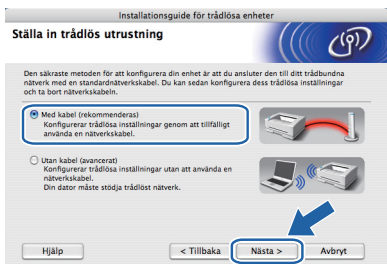 Installationsguide för trådlösa enheter
Ställa in trådlös utrustning
Den säkraste metoden för att konfigurera din enhet är att du ansluter den till ditt trådbundna
nätverk med en standardnätverkskabel. Du kan sedan konfigurera dess trådlösa inställningar
och ta bort nätverkskabeln.
Med kabel (rekommenderas)
Konfigurerar trådlösa inställningar genom att tillfälligt
använda en nätverkskabel.
Utan kabel (avancerat)
Konfigurerar trådlösa inställningar utan att använda en
nätverkskabel.
Din dator måste stödja trådlöst nätverk.
Hjälp
< Tillbaka
Nästa >
Avbryt